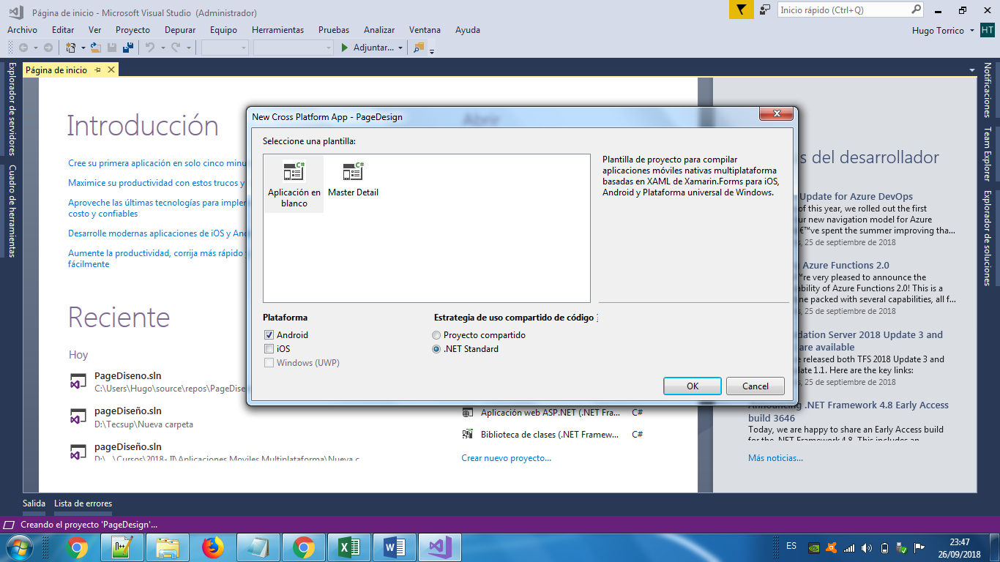 Página de inicio - Microsoft Visual Studio (Administrador)
Inicio rápido (Ctrl+Q)
Archivo Editar Ver Proyecto Depurar Equipo Herramientas Pruebas Analizar Ventana Ayuda
Hugo Torrico HT
Adjuntar...
Explorador de servidores
Cuadro de herramientas
Página de inicio
Introducción
Cree su primera aplicación en solo cinco minu
Maximice su productividad con estos trucos y
Aproveche las últimas tecnologías para impler
costo y confiables
Desarrolle modernas aplicaciones de iOS y And
Aumente la productividad, corrija más rápido
fácilmente
Reciente
Hoy
PageDiseno.sln
C:\Users\Hugo\source\repos\PageDise
pageDiseño.sln
D:\Tecsup\Nueva carpeta
pageDiseño.sln
D:\...\Cursos\2018- II\Aplicaciones Moviles Multiplataforma\Nueva c
Abrir
New Cross Platform App - PageDesign
Seleccione una plantilla:
C#
Aplicación en
blanco
C#
Master Detail
Plantilla de proyecto para compilar
aplicaciones móviles nativas multiplataforma
basadas en XAML de Xamarin.Forms para iOS,
Android y Plataforma universal de Windows.
Plataforma
Android
iOS
Windows (UWP)
Estrategia de uso compartido de código
Proyecto compartido
.NET Standard
OK
Cancel
Aplicación web ASP.NET (.NET Fra... C#
Biblioteca de clases (.NET Framew... C#
Crear nuevo proyecto...
s del desarrollador
Update for Azure DevOps
of this year, we rolled out the first
ur new navigation model for Azure
€™ve spent the summer improving tha...
s, 25 de septiembre de 2018
Azure Functions 2.0
™re very pleased to announce the
ability of Azure Functions 2.0! This is a
ne packed with several capabilities, all f...
s, 25 de septiembre de 2018
dation Server 2018 Update 3 and
are available
e released both TFS 2018 Update 3 and
ate 1.1. Here are the key links:
s, 25 de septiembre de 2018
Announcing .NET Framework 4.8 Early Access
build 3646
Today, we are happy to share an Early Access build
for the .NET Framework 4.8. This includes an
Más noticias...
Notificaciones
Team Explorer
Explorador de soluciones
Salida Lista de errores
Creando el proyecto 'PageDesign'...
ES
23:47
26/09/2018